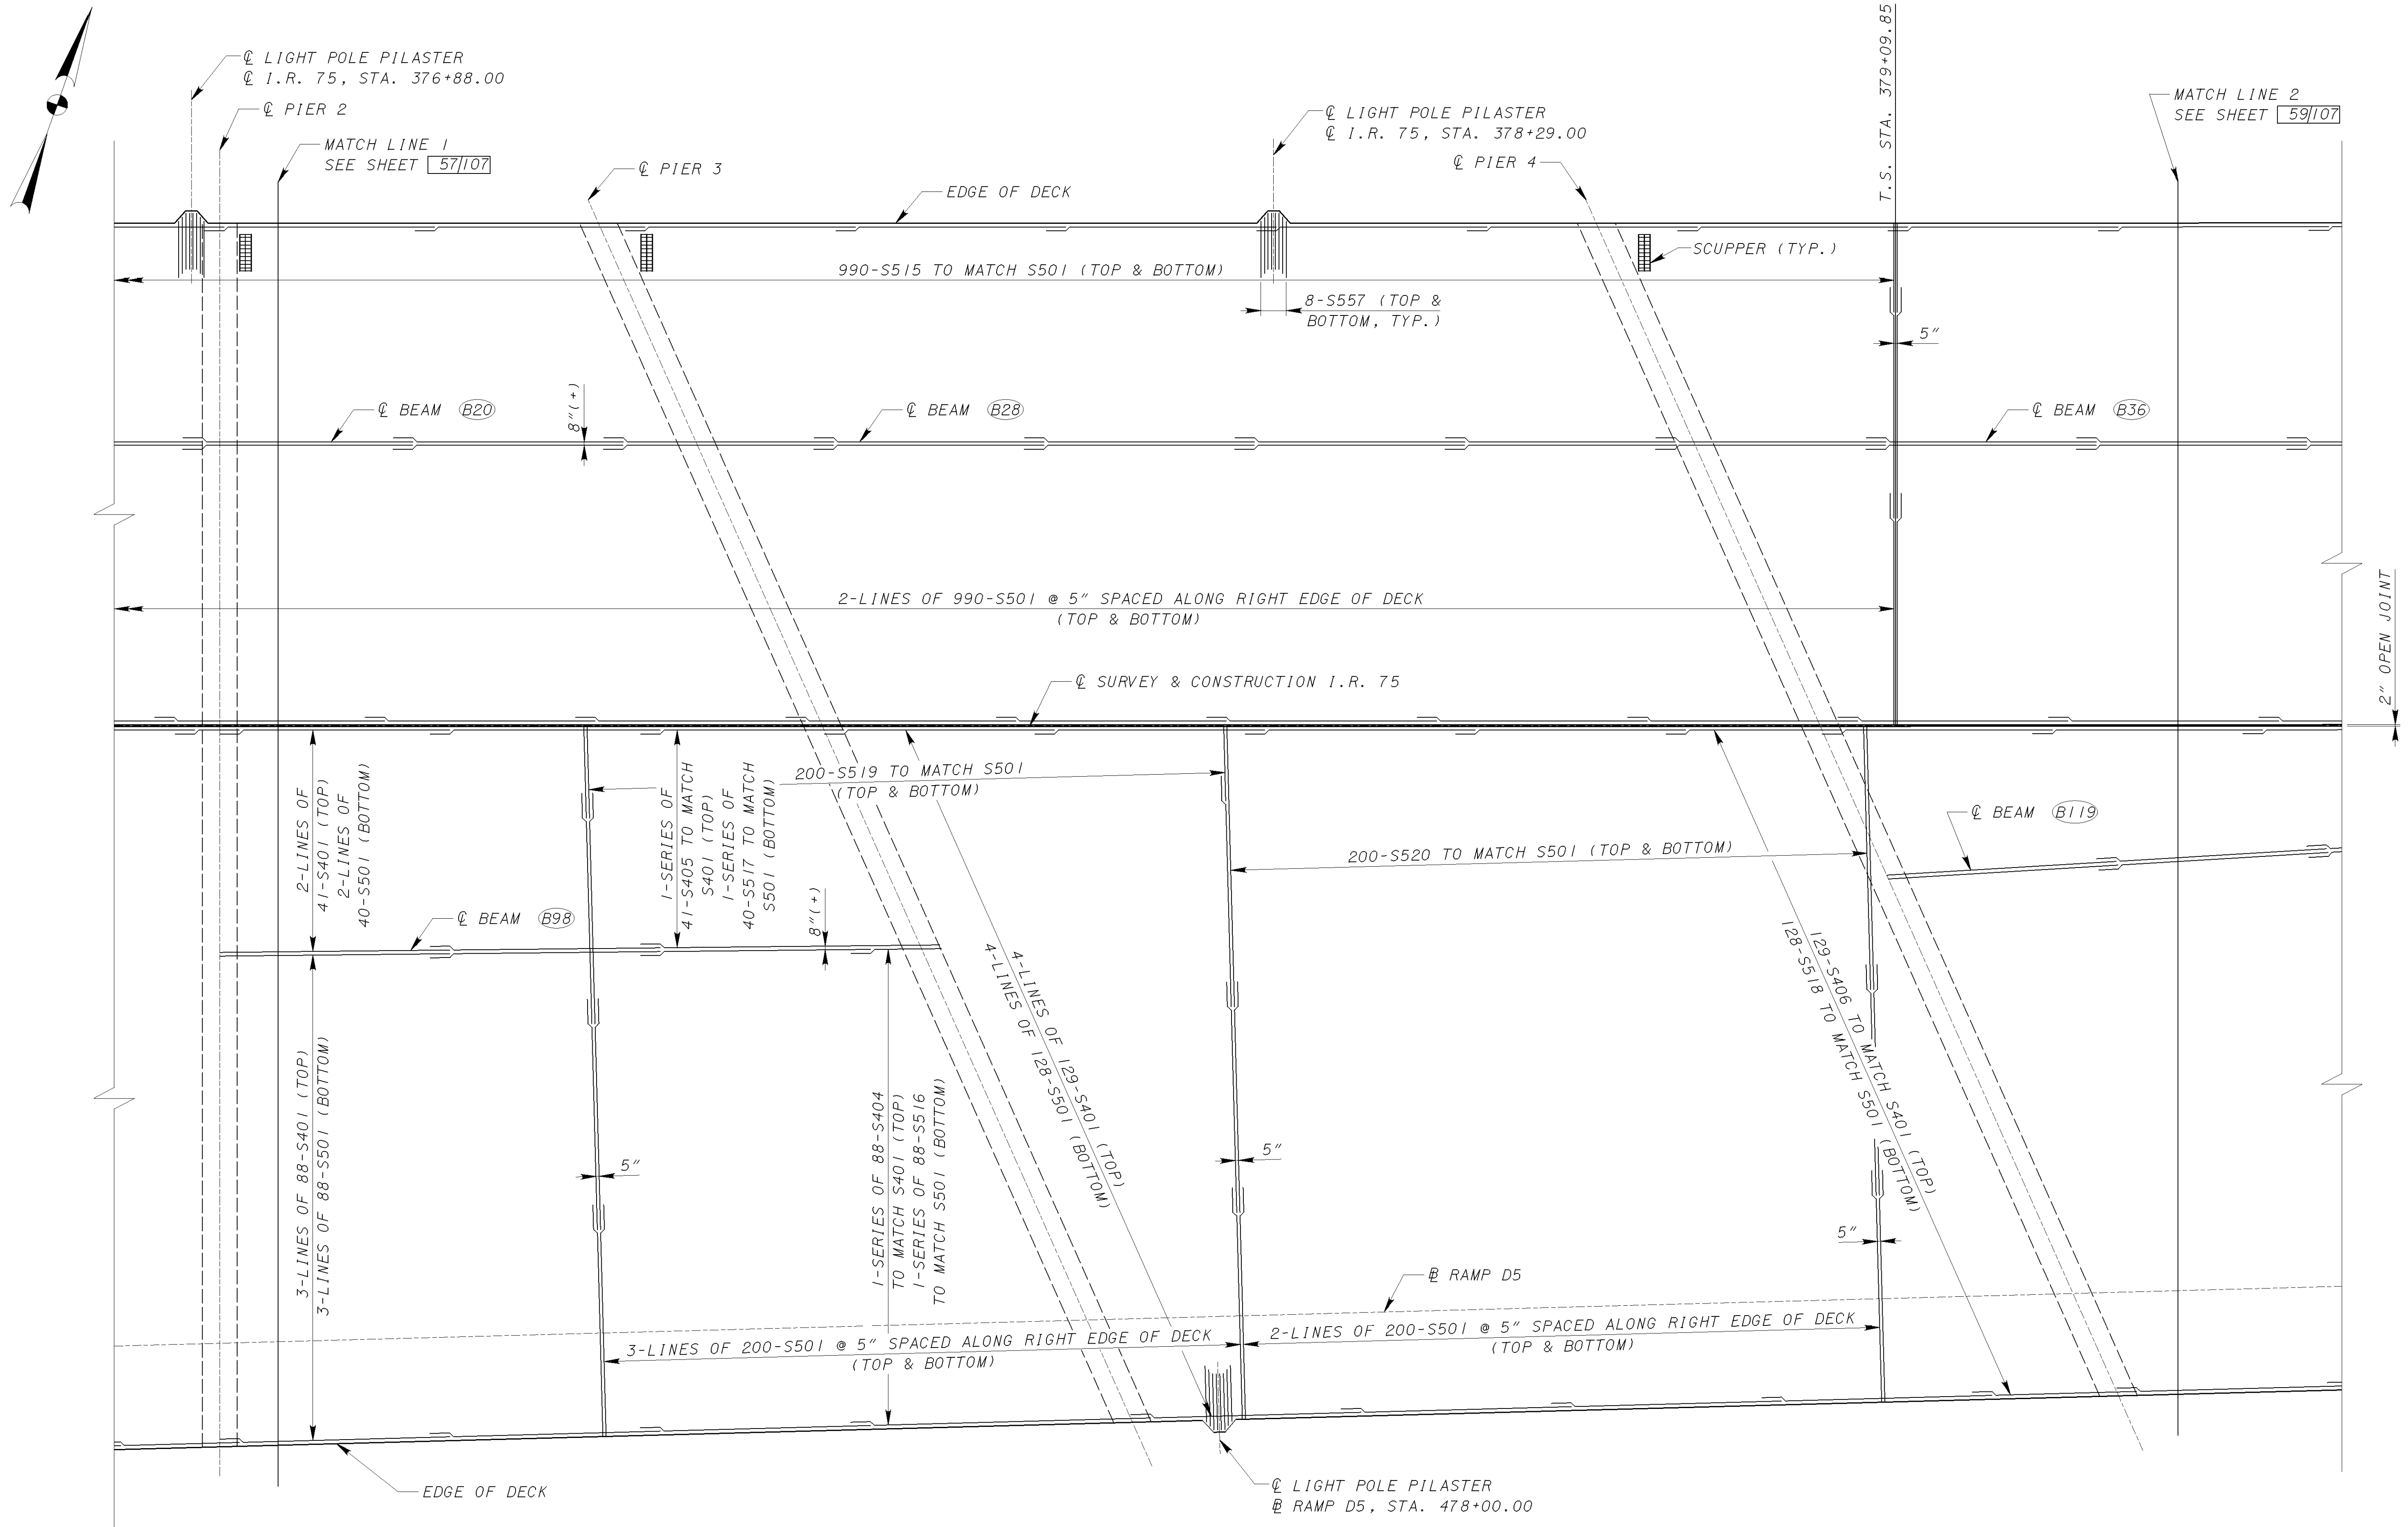 ℄ LIGHT POLE PILASTER
℄ I.R. 75, STA. 376+88.00
℄ PIER 2
MATCH LINE 1
SEE SHEET 57/107
℄ PIER 3
EDGE OF DECK
℄ LIGHT POLE PILASTER
℄ I.R. 75, STA. 378+29.00
℄ PIER 4
T.S. STA. 379+09.85
MATCH LINE 2
SEE SHEET 59/107
SCUPPER (TYP.)
990-S515 TO MATCH S501 (TOP & BOTTOM)
8-S557 (TOP &
BOTTOM, TYP.)
5"
℄ BEAM B20
8"(+)
℄ BEAM B28
℄ BEAM B36
2-LINES OF 990-S501 @ 5" SPACED ALONG RIGHT EDGE OF DECK
(TOP & BOTTOM)
2" OPEN JOINT
℄ SURVEY & CONSTRUCTION I.R. 75
2-LINES OF
41-S401 (TOP)
2-LINES OF
40-S501 (BOTTOM)
1-SERIES OF
41-S405 TO MATCH
S401 (TOP)
1-SERIES OF
40-S517 TO MATCH
S501 (BOTTOM)
200-S519 TO MATCH S501
(TOP & BOTTOM)
200-S520 TO MATCH S501 (TOP & BOTTOM)
℄ BEAM B119
℄ BEAM B98
8"(+)
4-LINES OF 129-S401 (TOP)
4-LINES OF 128-S501 (BOTTOM)
129-S406 TO MATCH S401 (TOP)
128-S518 TO MATCH S501 (BOTTOM)
3-LINES OF 88-S401 (TOP)
3-LINES OF 88-S501 (BOTTOM)
5"
1-SERIES OF 88-S404
TO MATCH S401 (TOP)
1-SERIES OF 88-S516
TO MATCH S501 (BOTTOM)
5"
5"
℄ RAMP D5
3-LINES OF 200-S501 @ 5" SPACED ALONG RIGHT EDGE OF DECK
(TOP & BOTTOM)
2-LINES OF 200-S501 @ 5" SPACED ALONG RIGHT EDGE OF DECK
(TOP & BOTTOM)
EDGE OF DECK
℄ LIGHT POLE PILASTER
℄ RAMP D5, STA. 478+00.00